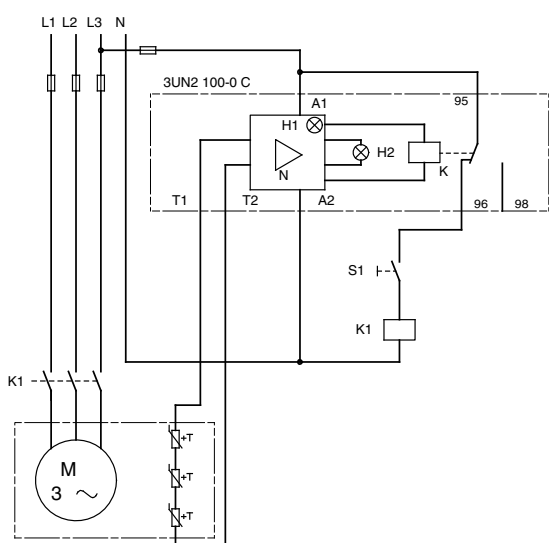 L1 L2 L3 N
3UN2 100-0 C
A1 95
H1
H2
K
N
T1 T2 A2 96 98
S1
K1
K1
+T
M
+T
3
+T